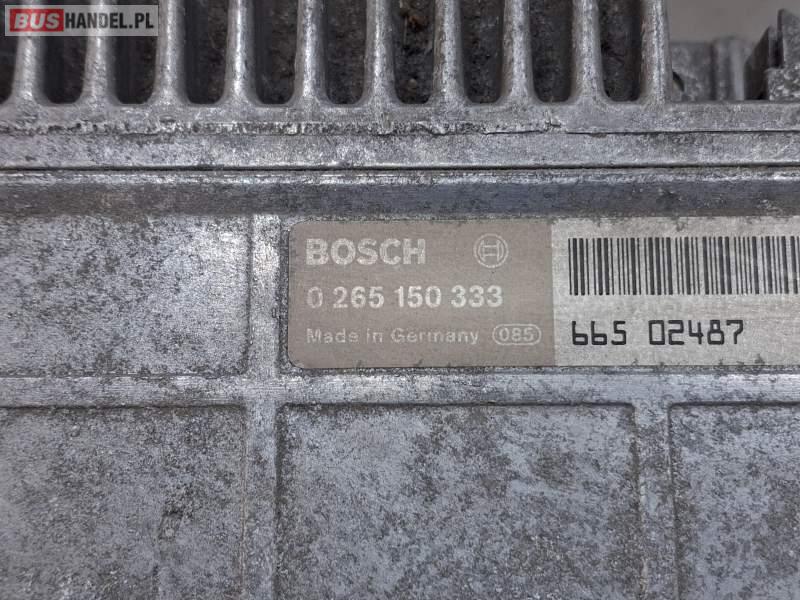 BUSHANDEL.PL
BOSCH
0 265 150 333
Made in Germany 085
665 02487